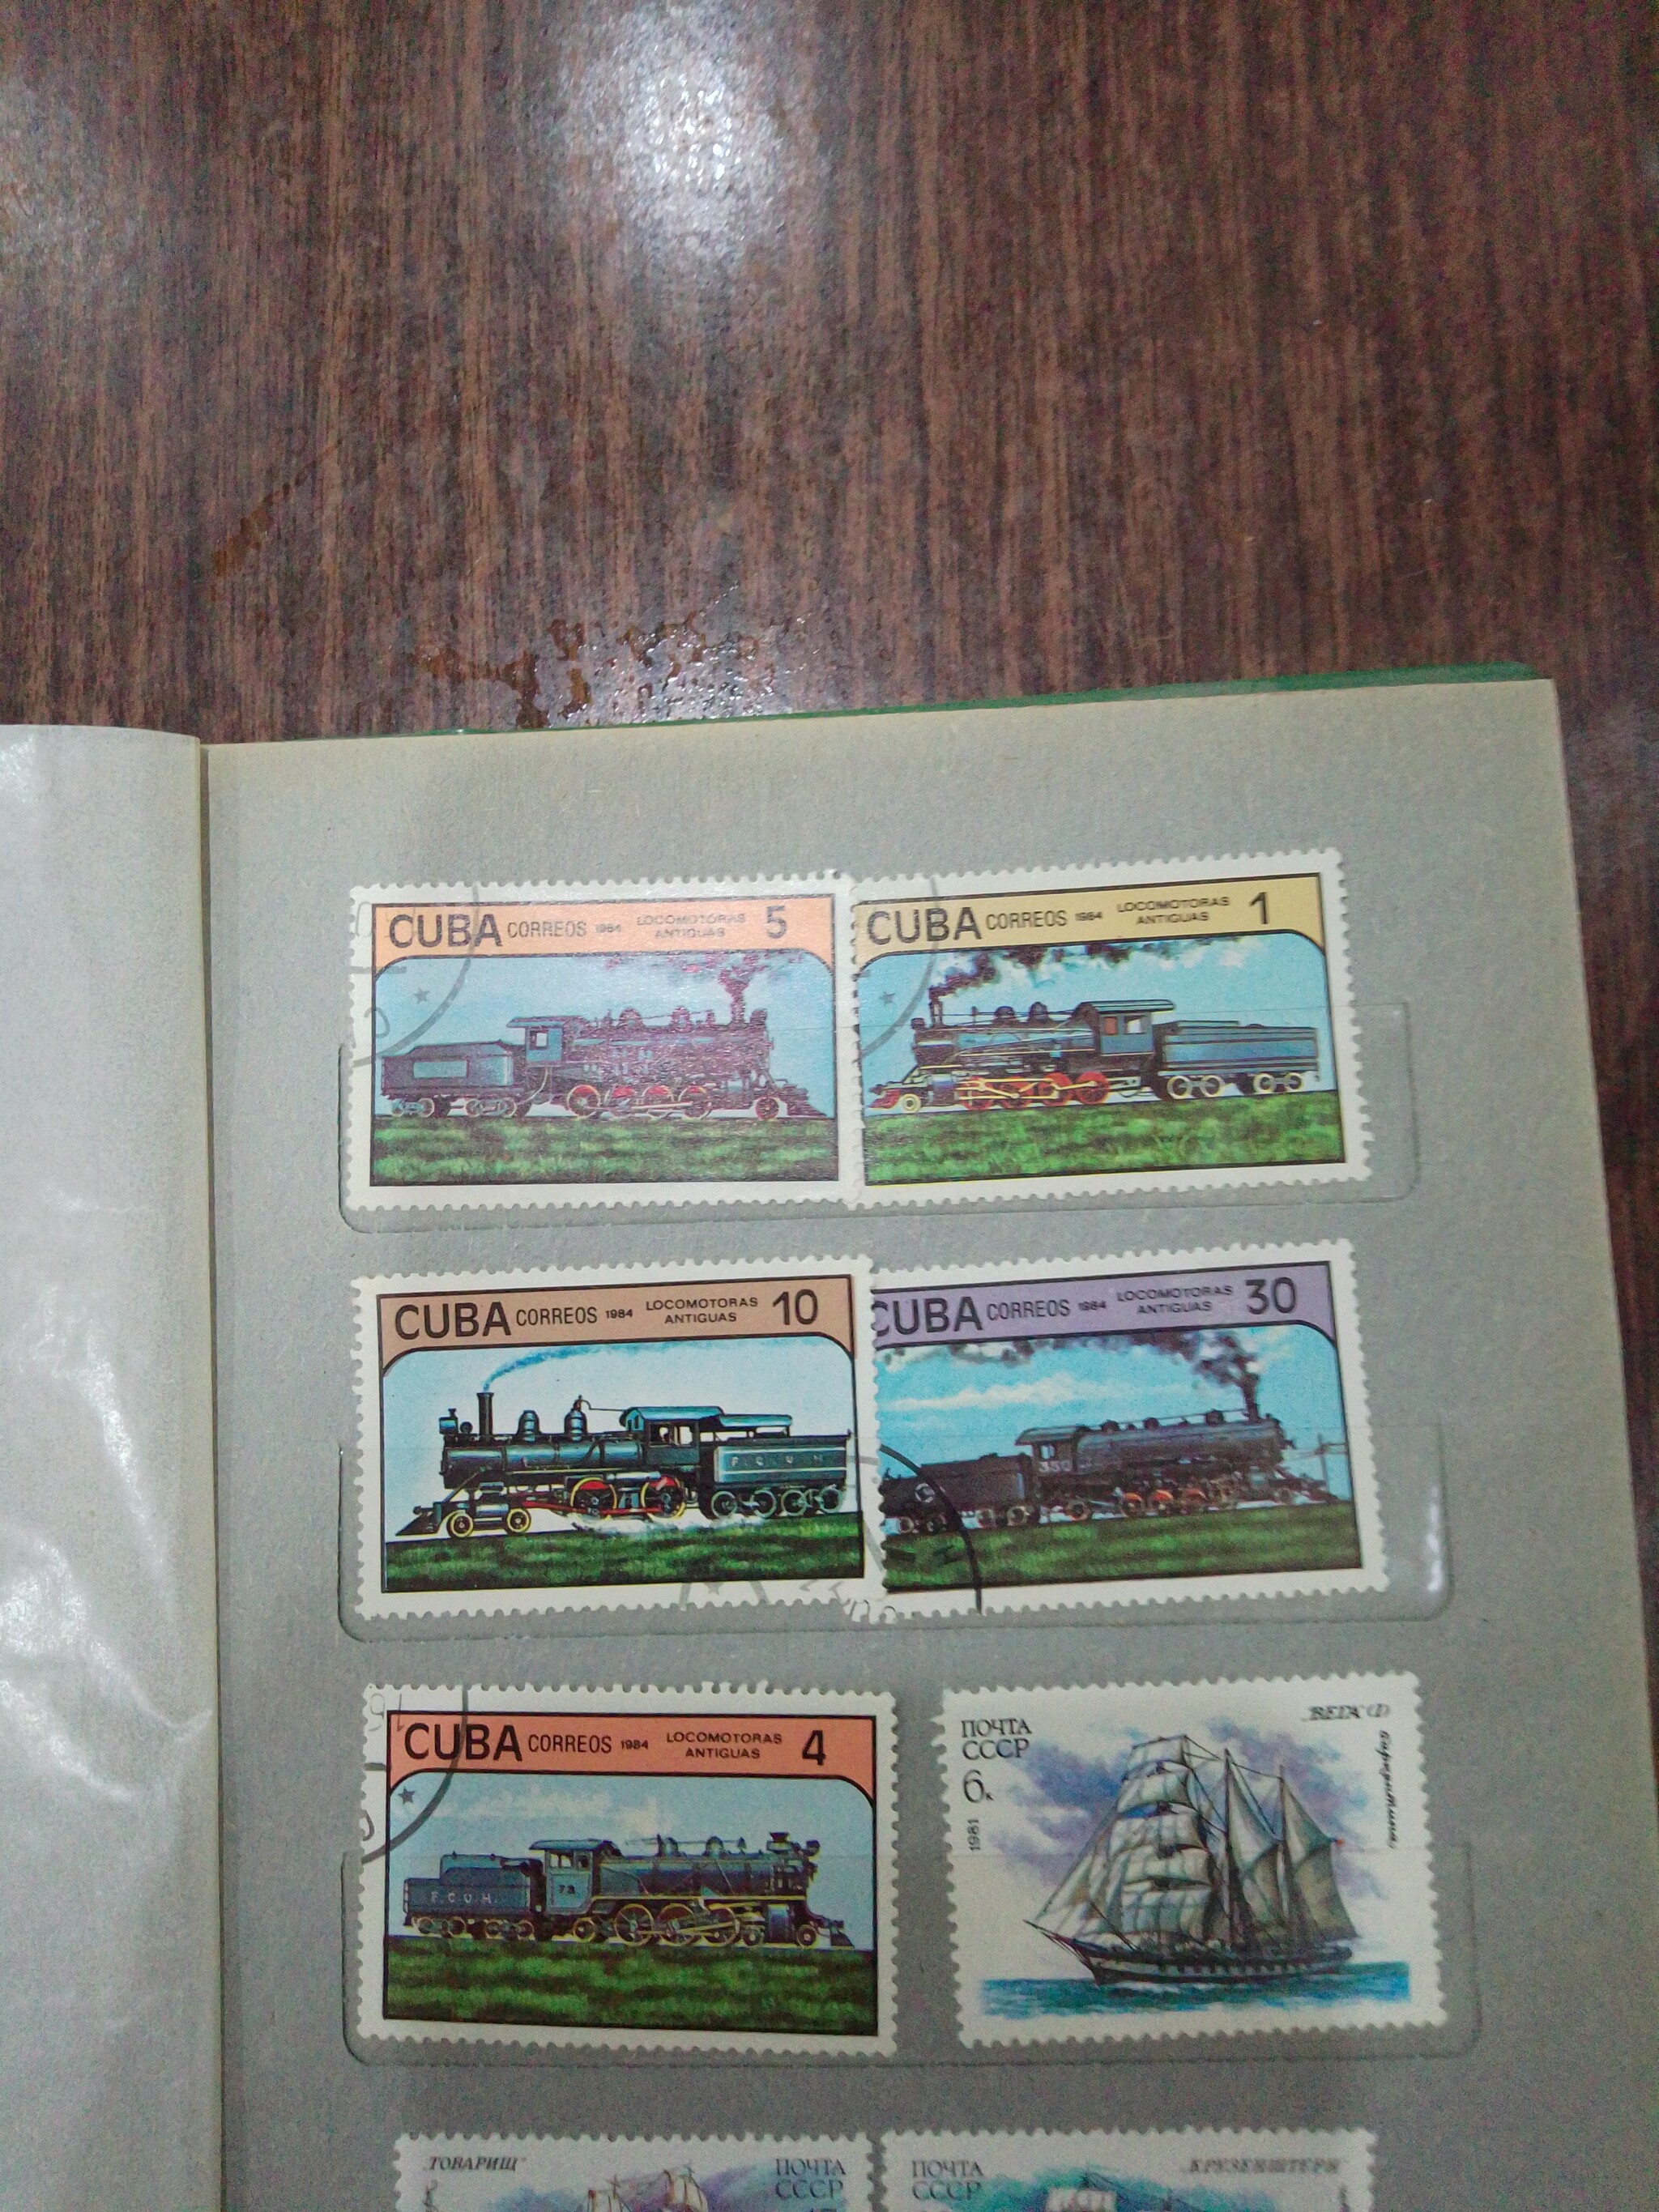 CUBA CORREOS 1984 LOCOMOTORAS ANTIGUAS 5
CUBA CORREOS 1984 LOCOMOTORAS ANTIGUAS 1
CUBA CORREOS 1984 LOCOMOTORAS ANTIGUAS 10
F.C.U.H.
CUBA CORREOS 1984 LOCOMOTORAS ANTIGUAS 30
350
CUBA CORREOS 1984 LOCOMOTORAS ANTIGUAS 4
F.C.U.H.
73
ПОЧТА
СССР
6к
1981
„ВЕГА“(I)
баркентина
„ТОВАРИЩ“
ПОЧТА
СССР
ПОЧТА
СССР
„КРУЗЕНШТЕРН“